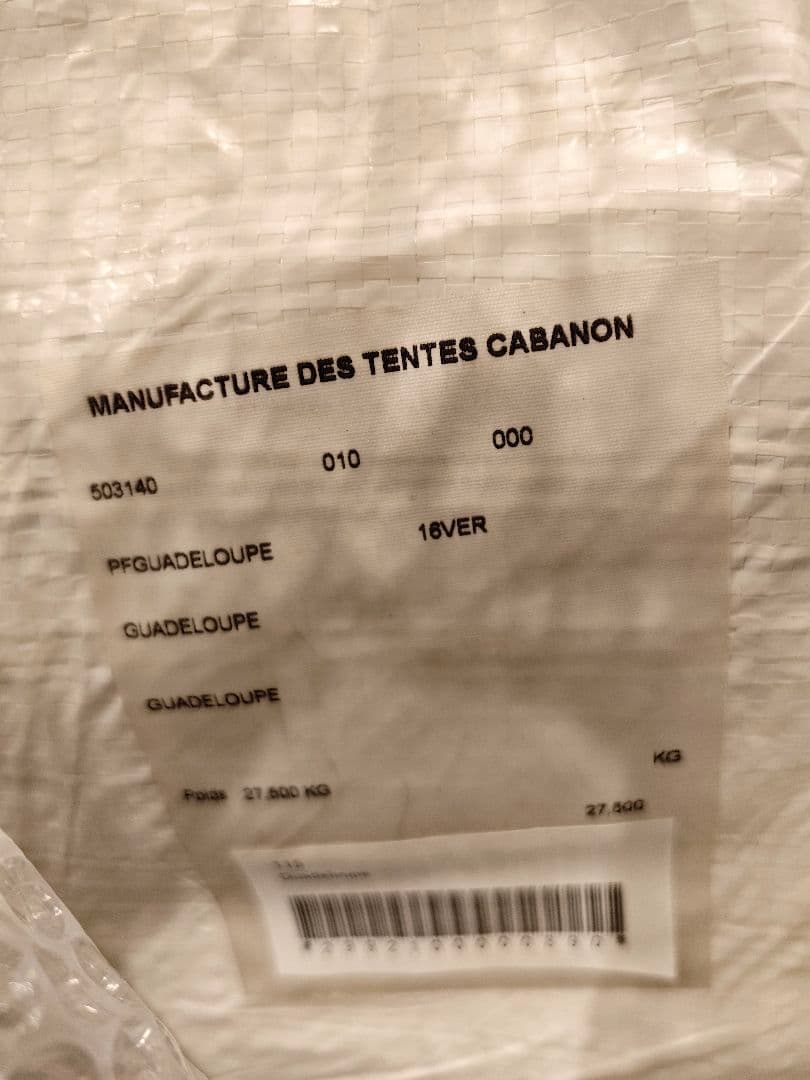 MANUFACTURE DES TENTES CABANON
503140 010 000
PFGUADELOUPE 16VER
GUADELOUPE
GUADELOUPE
KG
Poids 27.500 KG 27.500